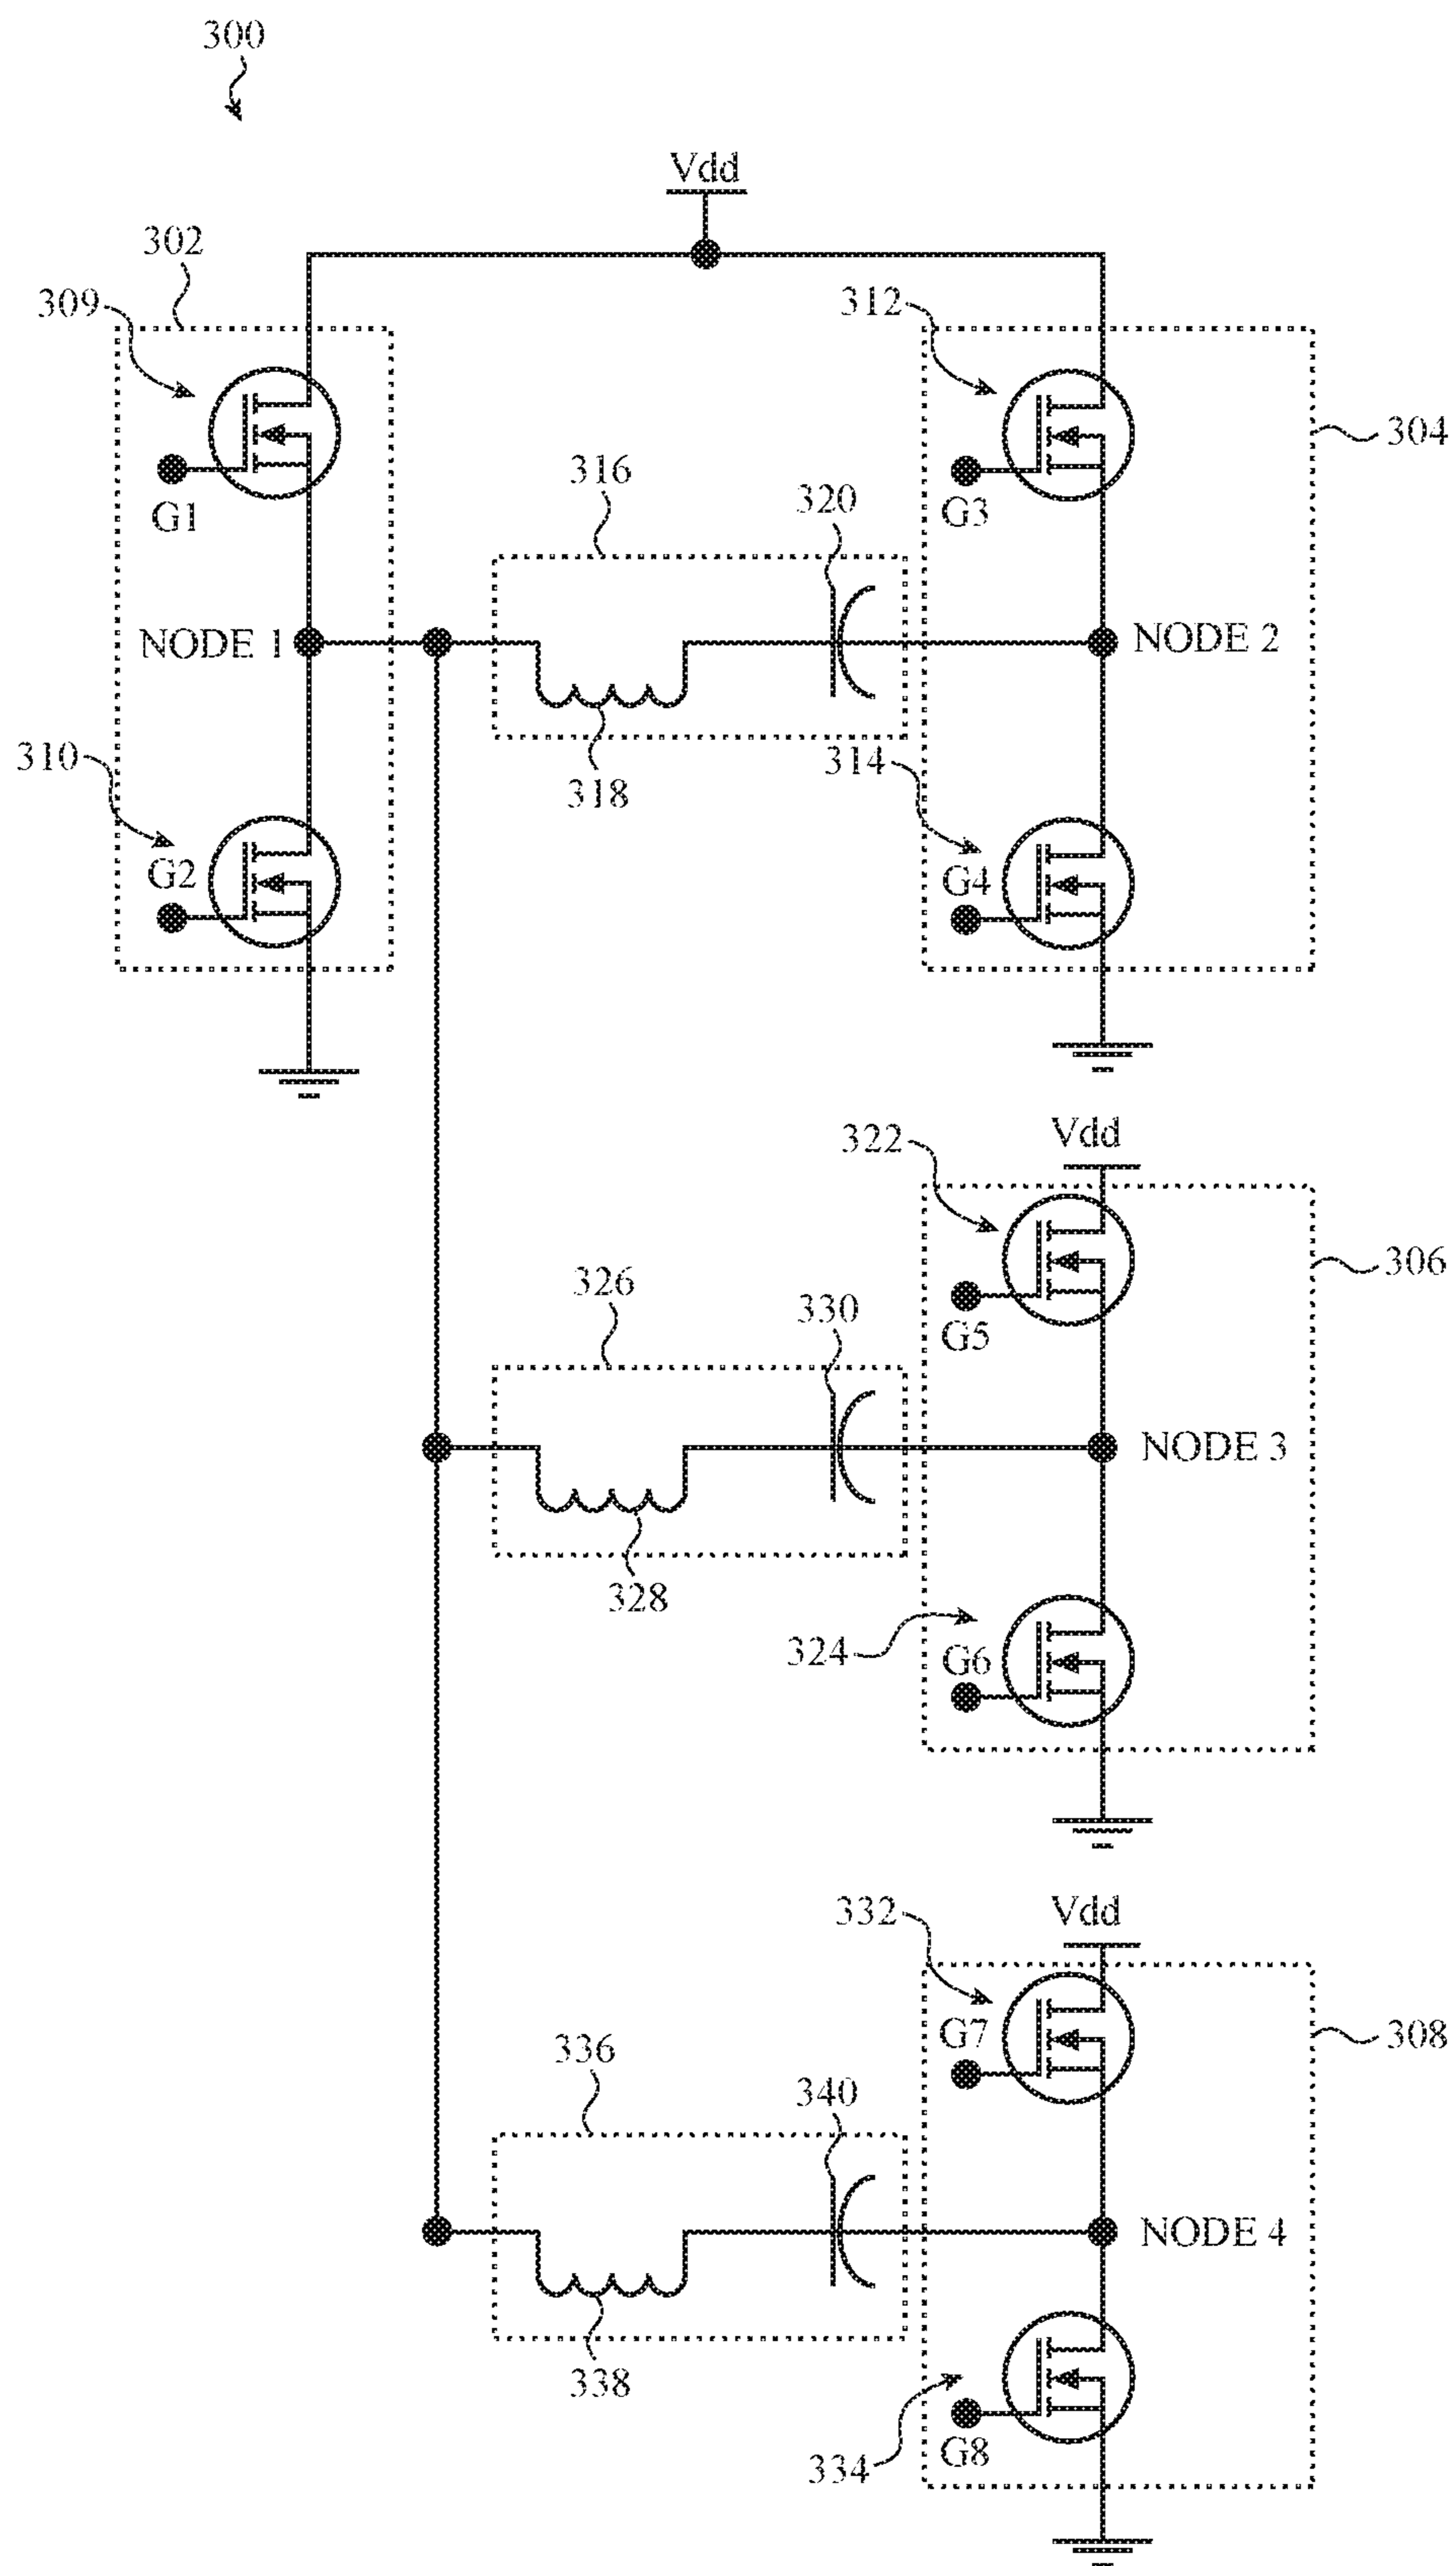 300
Vdd
302
309
312
304
G1
G3
316
320
NODE 1
NODE 2
310
314
318
G2
G4
Vdd
322
306
326
330
G5
NODE 3
328
324
G6
Vdd
332
G7
308
336
340
NODE 4
338
G8
334